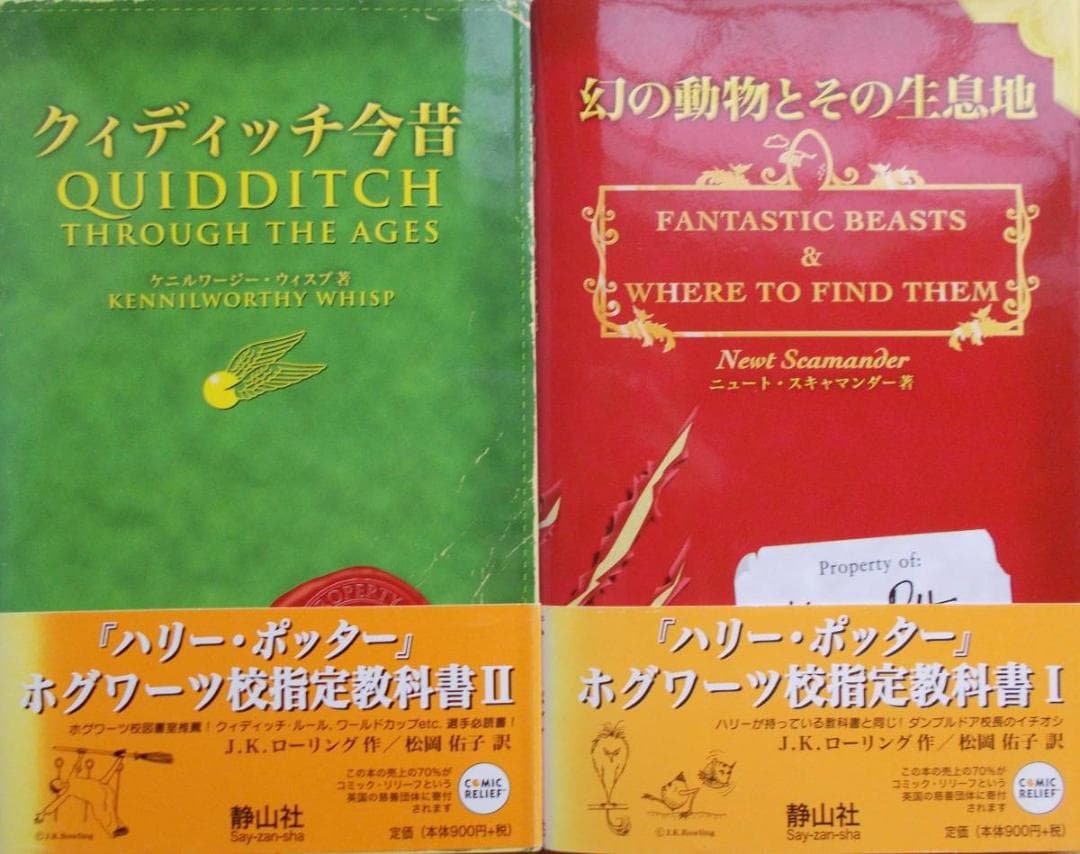 クィディッチ今昔
QUIDDITCH
THROUGH THE AGES
ケニルワージー・ウィスプ著
KENNILWORTHY WHISP
PROPERTY
『ハリー・ポッター』
ホグワーツ校指定教科書Ⅱ
ホグワーツ校図書室推薦！クィディッチ・ルール、ワールドカップetc. 選手必読書！
J.K.ローリング 作／松岡 佑子 訳
この本の売上の70%が
コミック・リリーフという
英国の慈善団体に寄付
されます
COMIC
RELIEF
©J.K.Rowling
静山社
Say-zan-sha
定価（本体900円+税）
幻の動物とその生息地
FANTASTIC BEASTS
&
WHERE TO FIND THEM
Newt Scamander
ニュート・スキャマンダー著
Property of:
『ハリー・ポッター』
ホグワーツ校指定教科書Ⅰ
ハリーが持っている教科書と同じ！ダンブルドア校長のイチオシ
J.K.ローリング 作／松岡 佑子 訳
この本の売上の70%が
コミック・リリーフという
英国の慈善団体に寄付
されます
COMIC
RELIEF
©J.K.Rowling
静山社
Say-zan-sha
定価（本体900円+税）